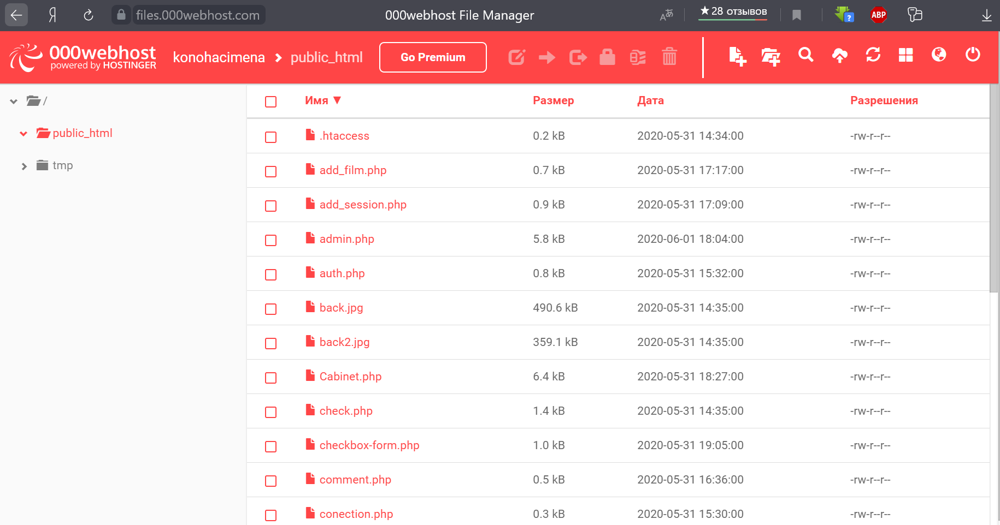 files.000webhost.com 000webhost File Manager ★28 отзывов ABP
000webhost
powered by HOSTINGER
konohacimena > public_html Go Premium
/
public_html
tmp
Имя ▼ Размер Дата Разрешения
.htaccess 0.2 kB 2020-05-31 14:34:00 -rw-r--r--
add_film.php 0.7 kB 2020-05-31 17:17:00 -rw-r--r--
add_session.php 0.9 kB 2020-05-31 17:09:00 -rw-r--r--
admin.php 5.8 kB 2020-06-01 18:04:00 -rw-r--r--
auth.php 0.8 kB 2020-05-31 15:32:00 -rw-r--r--
back.jpg 490.6 kB 2020-05-31 14:35:00 -rw-r--r--
back2.jpg 359.1 kB 2020-05-31 14:35:00 -rw-r--r--
Cabinet.php 6.4 kB 2020-05-31 18:27:00 -rw-r--r--
check.php 1.4 kB 2020-05-31 14:35:00 -rw-r--r--
checkbox-form.php 1.0 kB 2020-05-31 19:05:00 -rw-r--r--
comment.php 0.5 kB 2020-05-31 16:36:00 -rw-r--r--
conection.php 0.3 kB 2020-05-31 15:30:00 -rw-r--r--